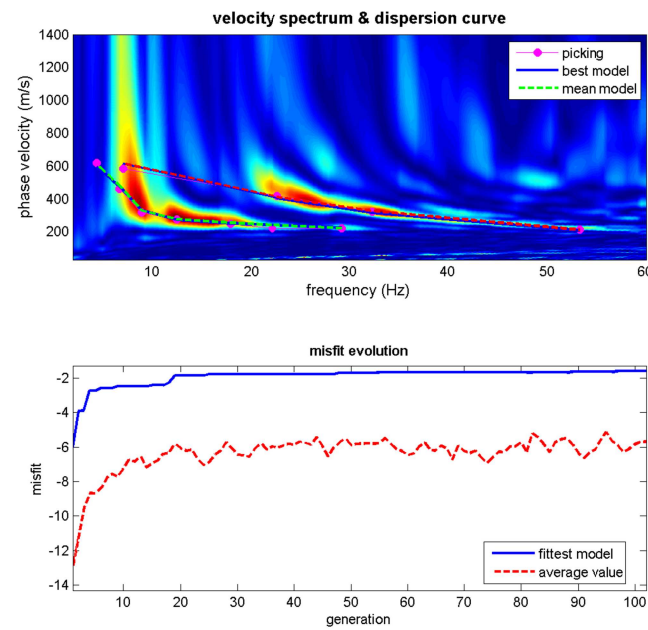 velocity spectrum & dispersion curve
1400
1200
1000
800
600
400
200
phase velocity (m/s)
picking
best model
mean model
10 20 30 40 50 60
frequency (Hz)
misfit evolution
-2
-4
-6
-8
-10
-12
-14
misfit
fittest model
average value
10 20 30 40 50 60 70 80 90 100
generation